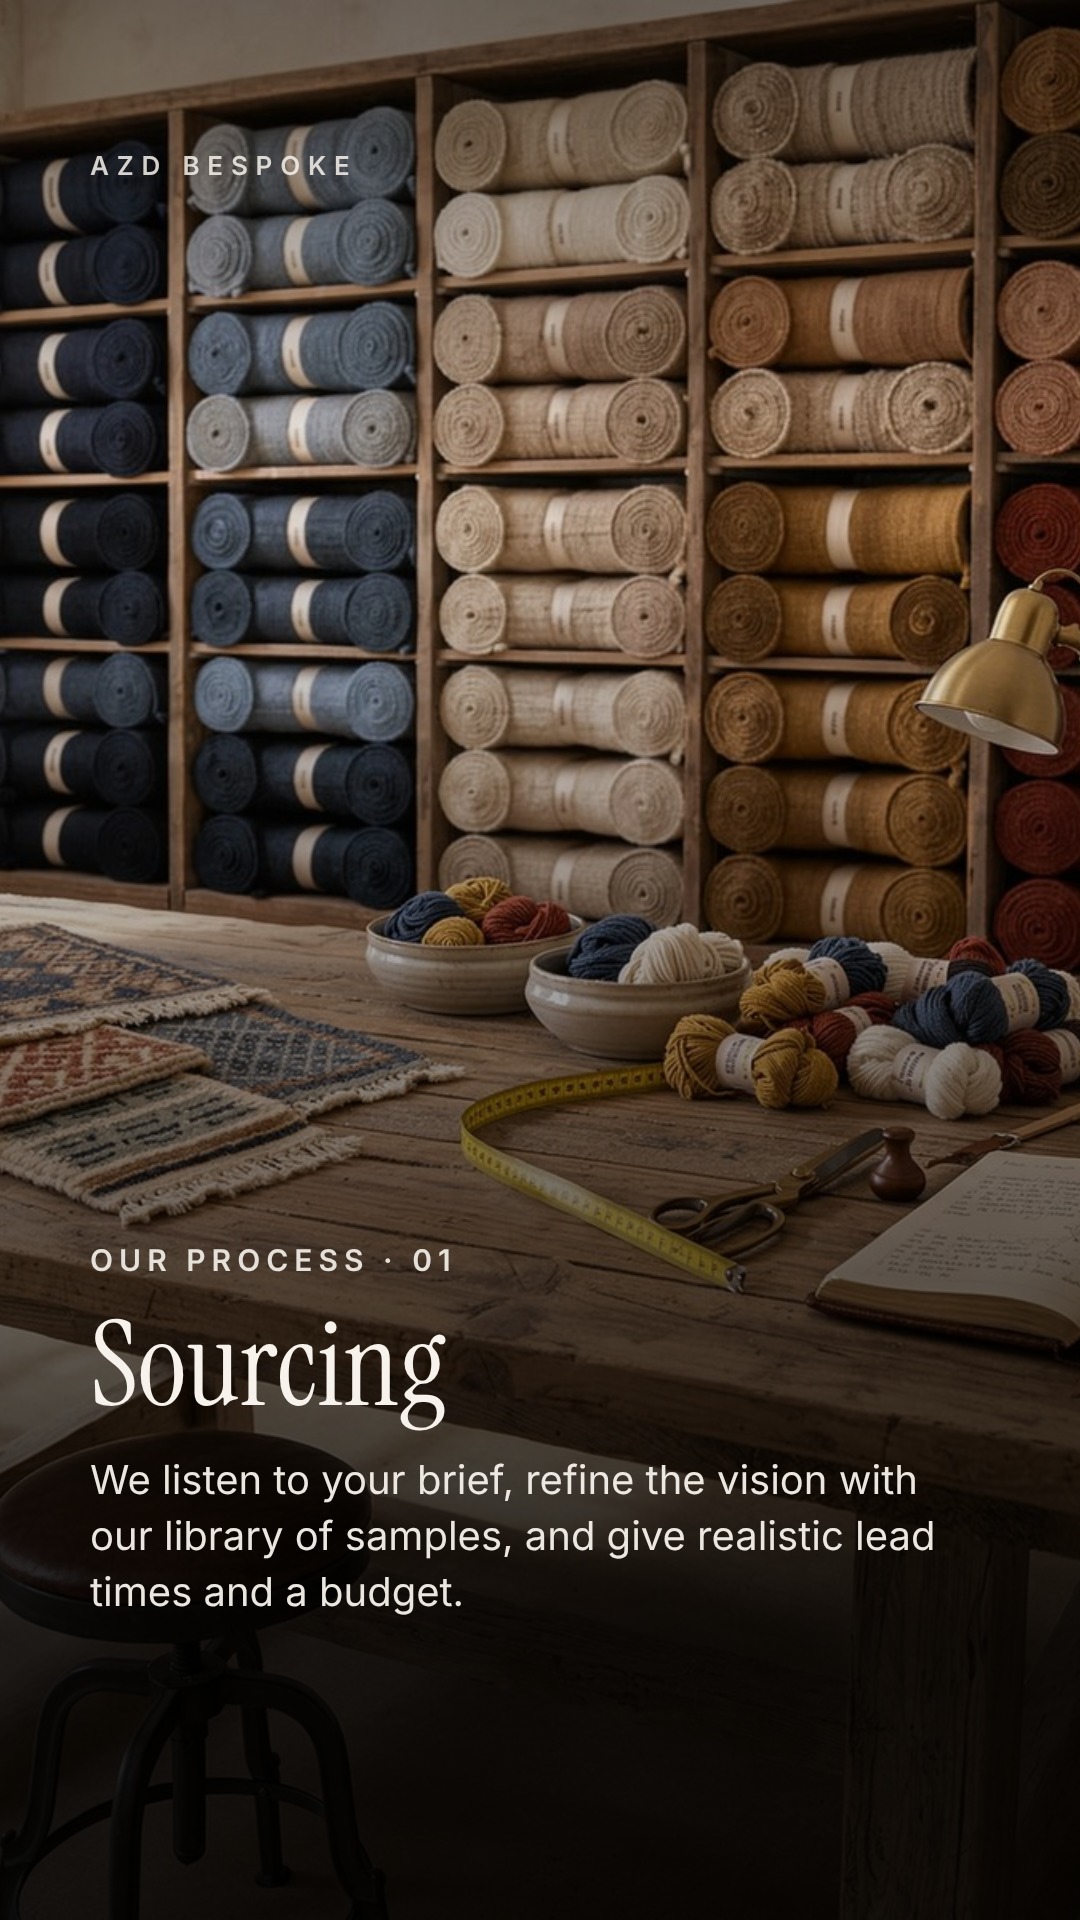 AZD BESPOKE
OUR PROCESS · 01
Sourcing
We listen to your brief, refine the vision with
our library of samples, and give realistic lead
times and a budget.